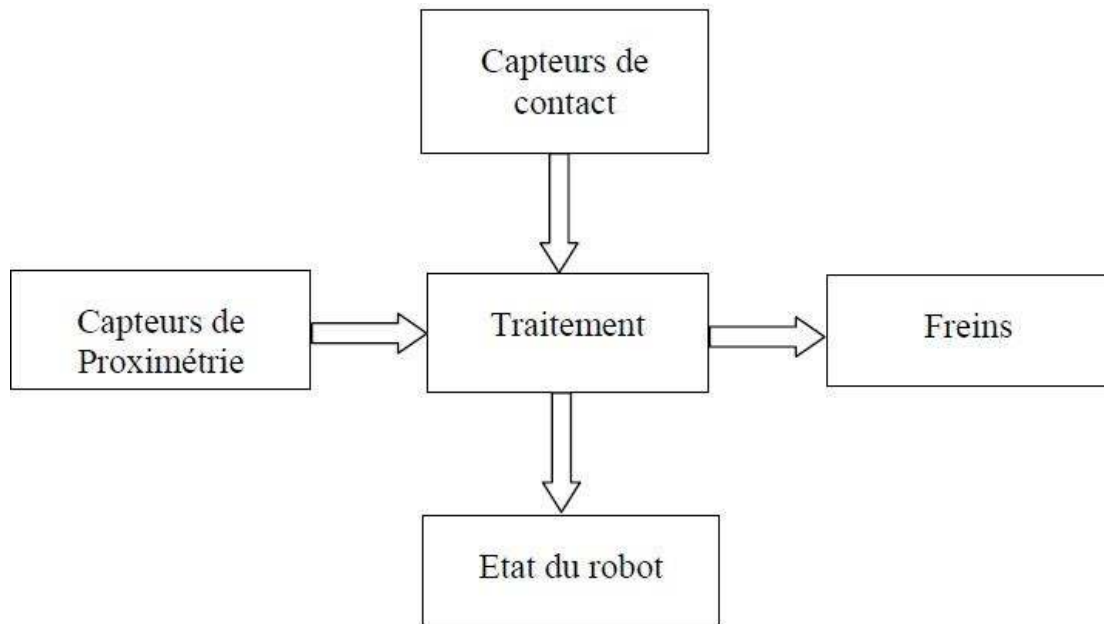 Capteurs de
contact
Capteurs de
Proximétrie
Traitement
Freins
Etat du robot